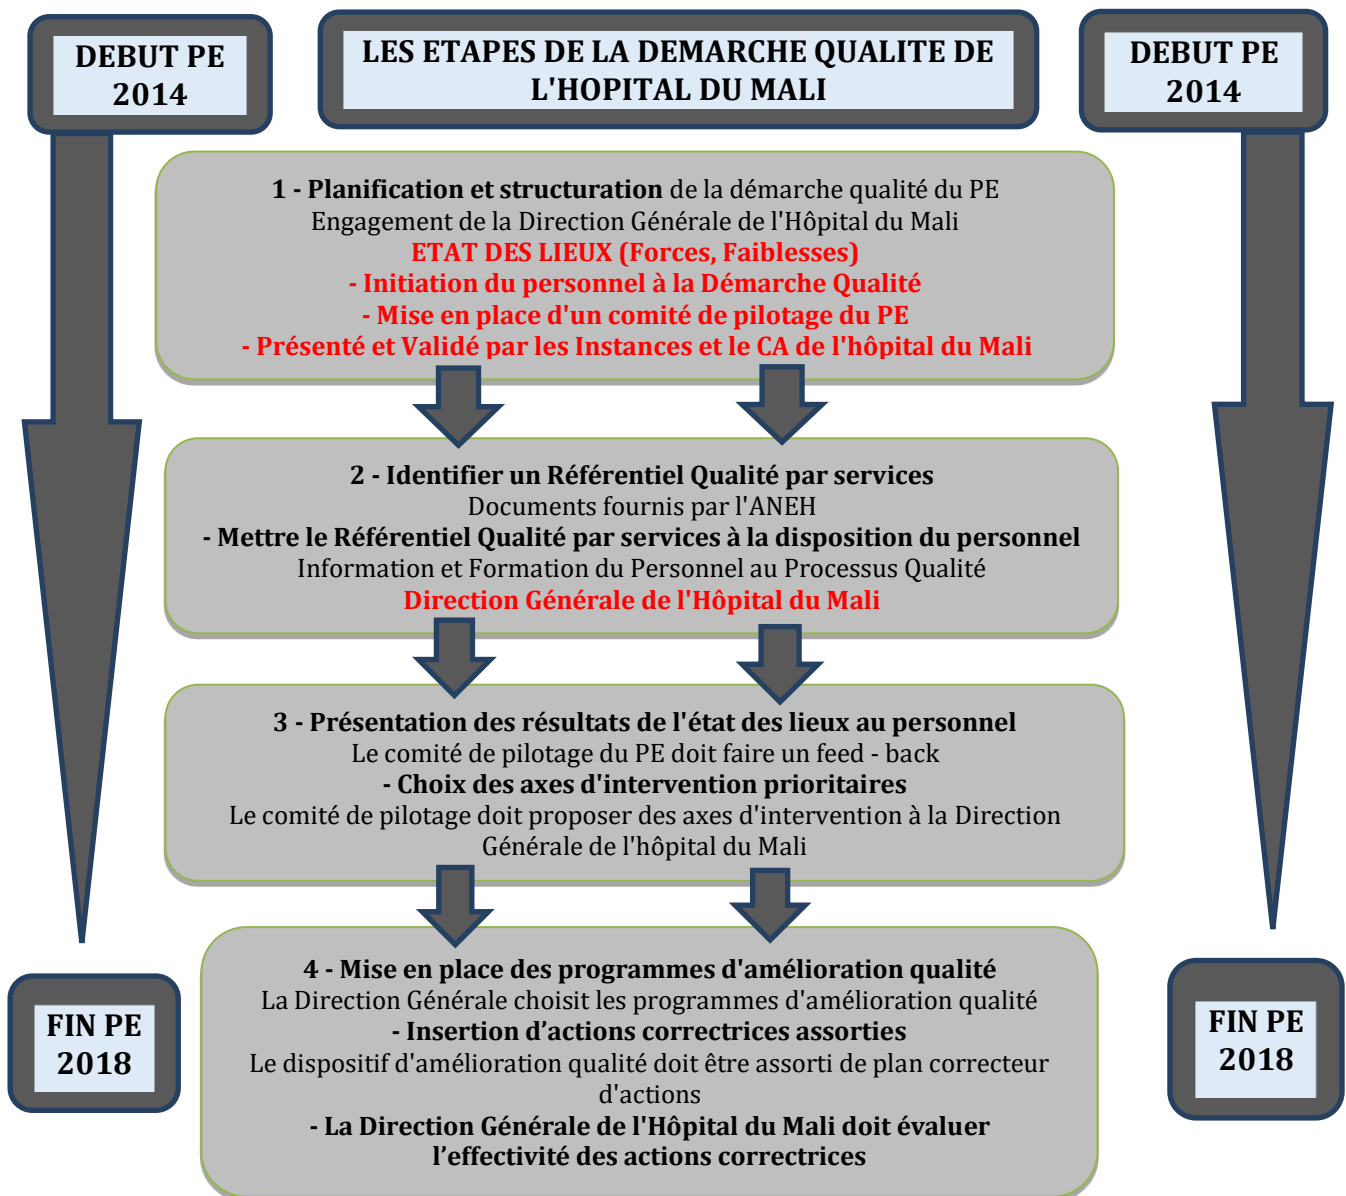 DEBUT PE
2014
LES ETAPES DE LA DEMARCHE QUALITE DE
L'HOPITAL DU MALI
DEBUT PE
2014
1 - Planification et structuration de la démarche qualité du PE
Engagement de la Direction Générale de l'Hôpital du Mali
ETAT DES LIEUX (Forces, Faiblesses)
- Initiation du personnel à la Démarche Qualité
- Mise en place d'un comité de pilotage du PE
- Présenté et Validé par les Instances et le CA de l'hôpital du Mali
2 - Identifier un Référentiel Qualité par services
Documents fournis par l'ANEH
- Mettre le Référentiel Qualité par services à la disposition du personnel
Information et Formation du Personnel au Processus Qualité
Direction Générale de l'Hôpital du Mali
3 - Présentation des résultats de l'état des lieux au personnel
Le comité de pilotage du PE doit faire un feed - back
- Choix des axes d'intervention prioritaires
Le comité de pilotage doit proposer des axes d'intervention à la Direction
Générale de l'hôpital du Mali
4 - Mise en place des programmes d'amélioration qualité
La Direction Générale choisit les programmes d'amélioration qualité
- Insertion d’actions correctrices assorties
Le dispositif d'amélioration qualité doit être assorti de plan correcteur
d'actions
- La Direction Générale de l'Hôpital du Mali doit évaluer
l’effectivité des actions correctrices
FIN PE
2018
FIN PE
2018